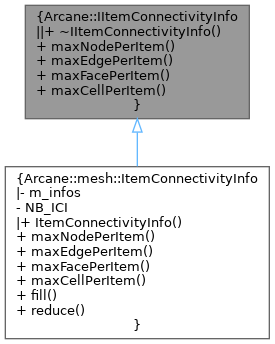 {Arcane::IItemConnectivityInfo
||+ ~IItemConnectivityInfo()
+ maxNodePerItem()
+ maxEdgePerItem()
+ maxFacePerItem()
+ maxCellPerItem()
}
{Arcane::mesh::ItemConnectivityInfo
|- m_infos
- NB_ICI
|+ ItemConnectivityInfo()
+ maxNodePerItem()
+ maxEdgePerItem()
+ maxFacePerItem()
+ maxCellPerItem()
+ fill()
+ reduce()
}